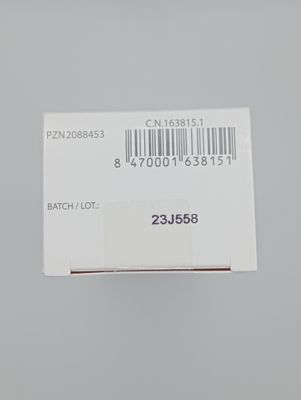 C.N.163815.1
PZN2088453
8 470001 638151
BATCH / LOT.:
23J558